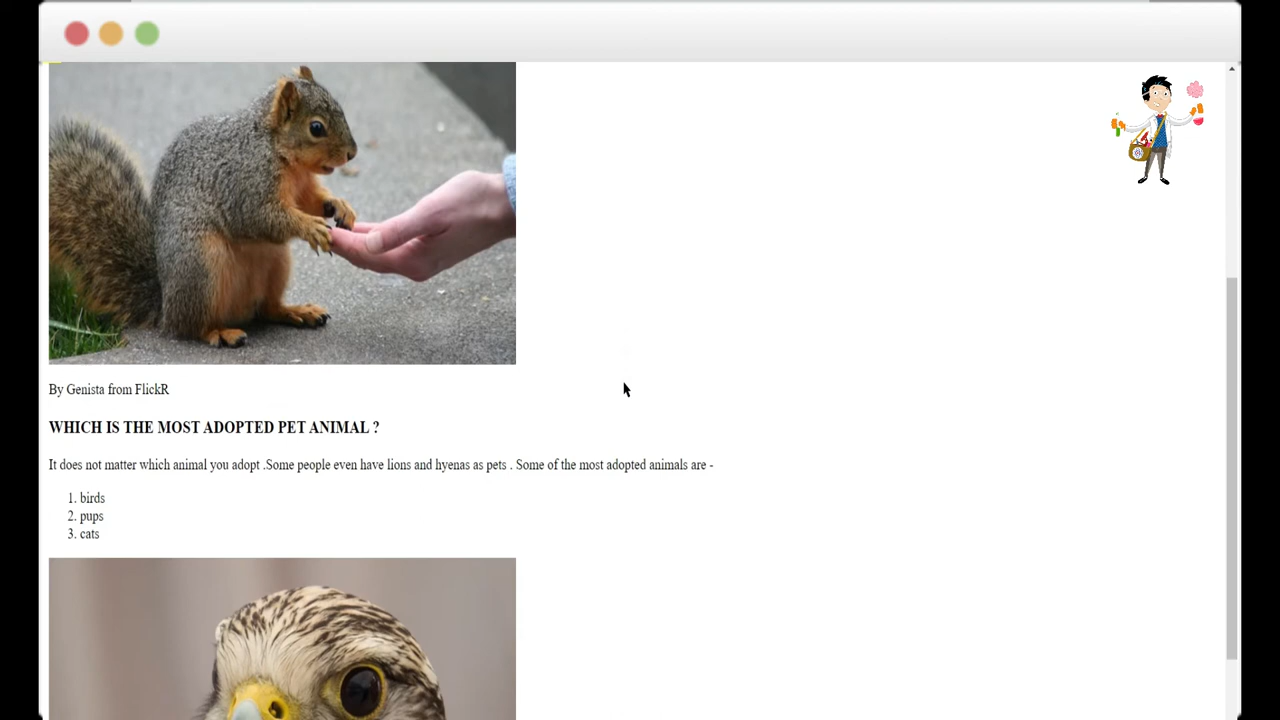 By Genista from FlickR
WHICH IS THE MOST ADOPTED PET ANIMAL ?
It does not matter which animal you adopt .Some people even have lions and hyenas as pets . Some of the most adopted animals are -
1. birds
2. pups
3. cats